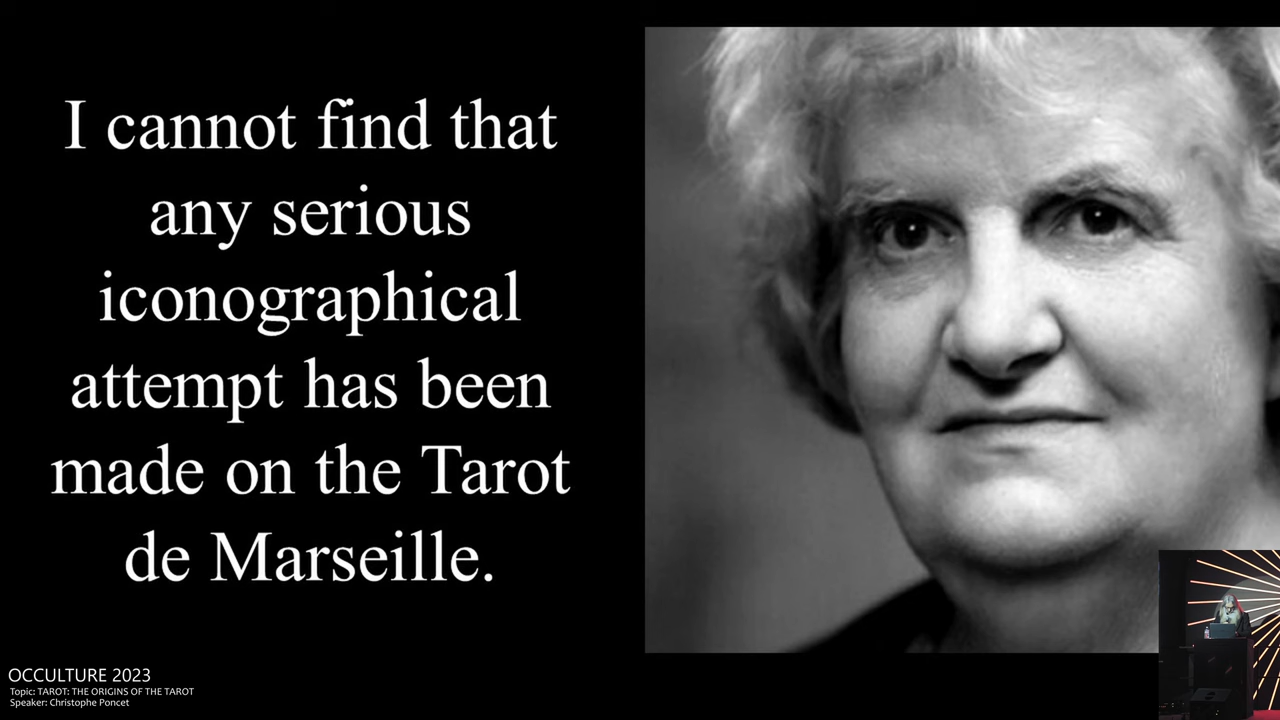 I cannot find that
any serious
iconographical
attempt has been
made on the Tarot
de Marseille.
OCCULTURE 2023
Topic: TAROT: THE ORIGINS OF THE TAROT
Speaker: Christophe Poncet